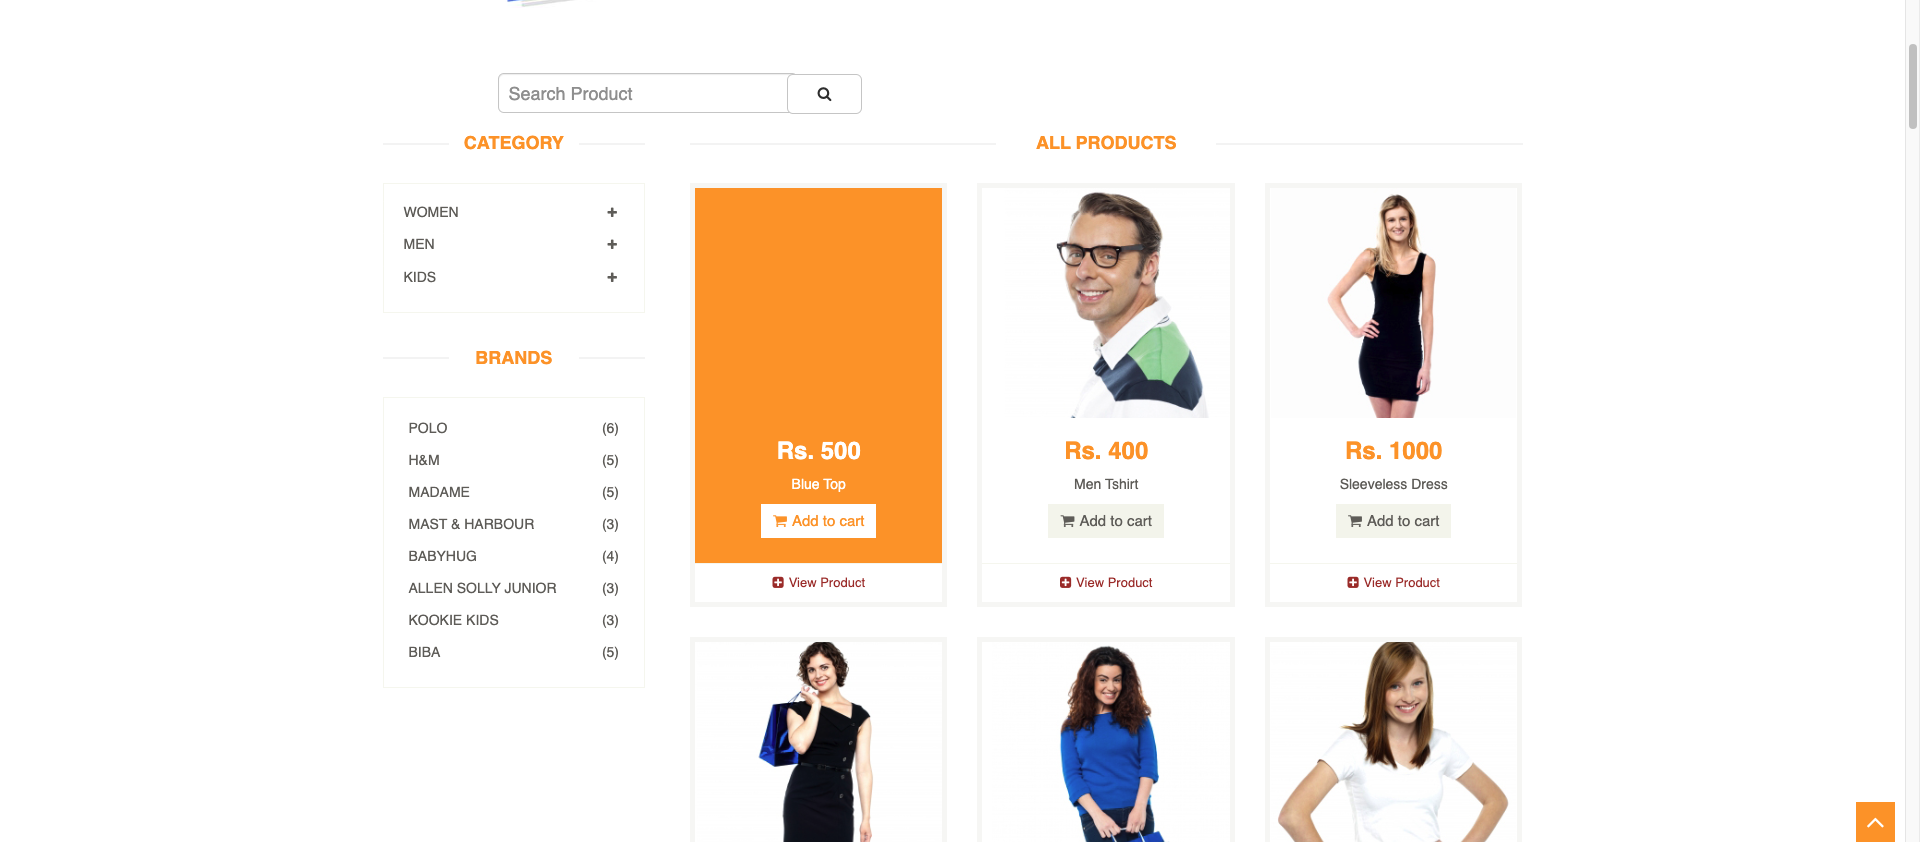 Search Product
CATEGORY
WOMEN
MEN
KIDS
BRANDS
POLO (6)
H&M (5)
MADAME (5)
MAST & HARBOUR (3)
BABYHUG (4)
ALLEN SOLLY JUNIOR (3)
KOOKIE KIDS (3)
BIBA (5)
ALL PRODUCTS
Rs. 500
Blue Top
Add to cart
View Product
Rs. 400
Men Tshirt
Add to cart
View Product
Rs. 1000
Sleeveless Dress
Add to cart
View Product